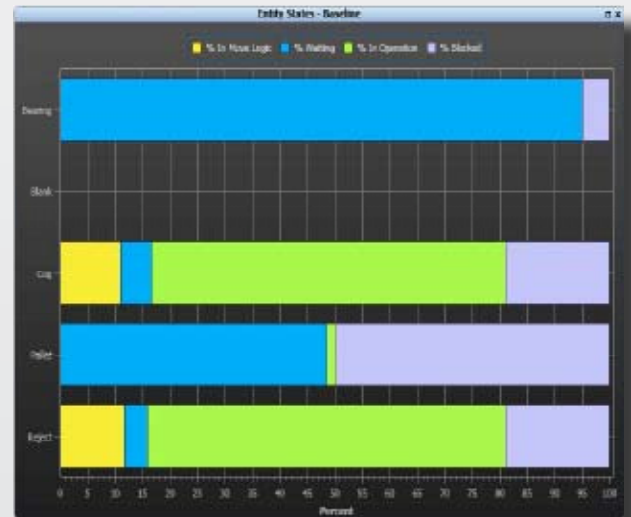 Entity States - Baseline
% In Move Logic % Waiting % In Operation % Blocked
Bearing
Blank
Cog
Pallet
Reject
0 5 10 15 20 25 30 35 40 45 50 55 60 65 70 75 80 85 90 95 100
Percent